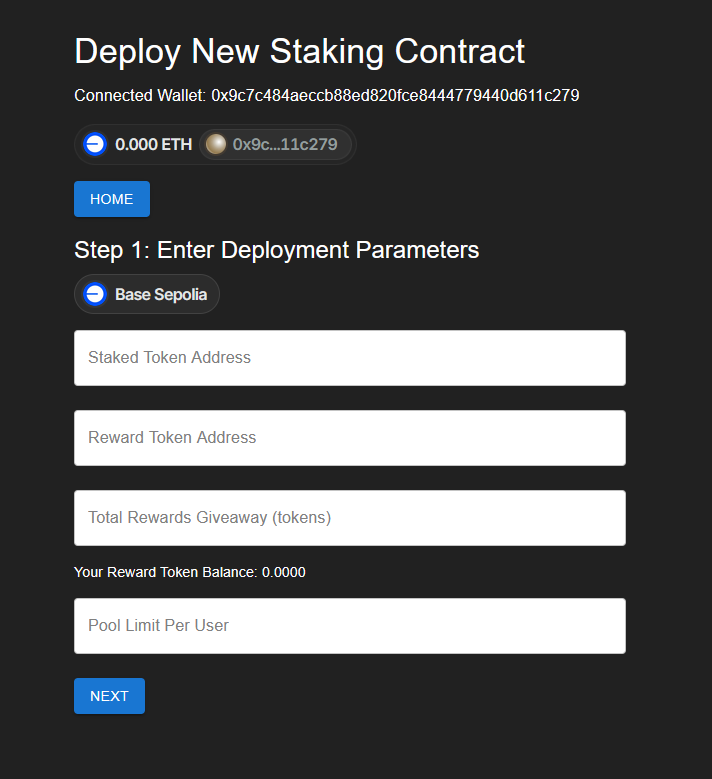 Deploy New Staking Contract
Connected Wallet: 0x9c7c484aeccb88ed820fce8444779440d611c279
0.000 ETH 0x9c...11c279
HOME
Step 1: Enter Deployment Parameters
Base Sepolia
Staked Token Address
Reward Token Address
Total Rewards Giveaway (tokens)
Your Reward Token Balance: 0.0000
Pool Limit Per User
NEXT